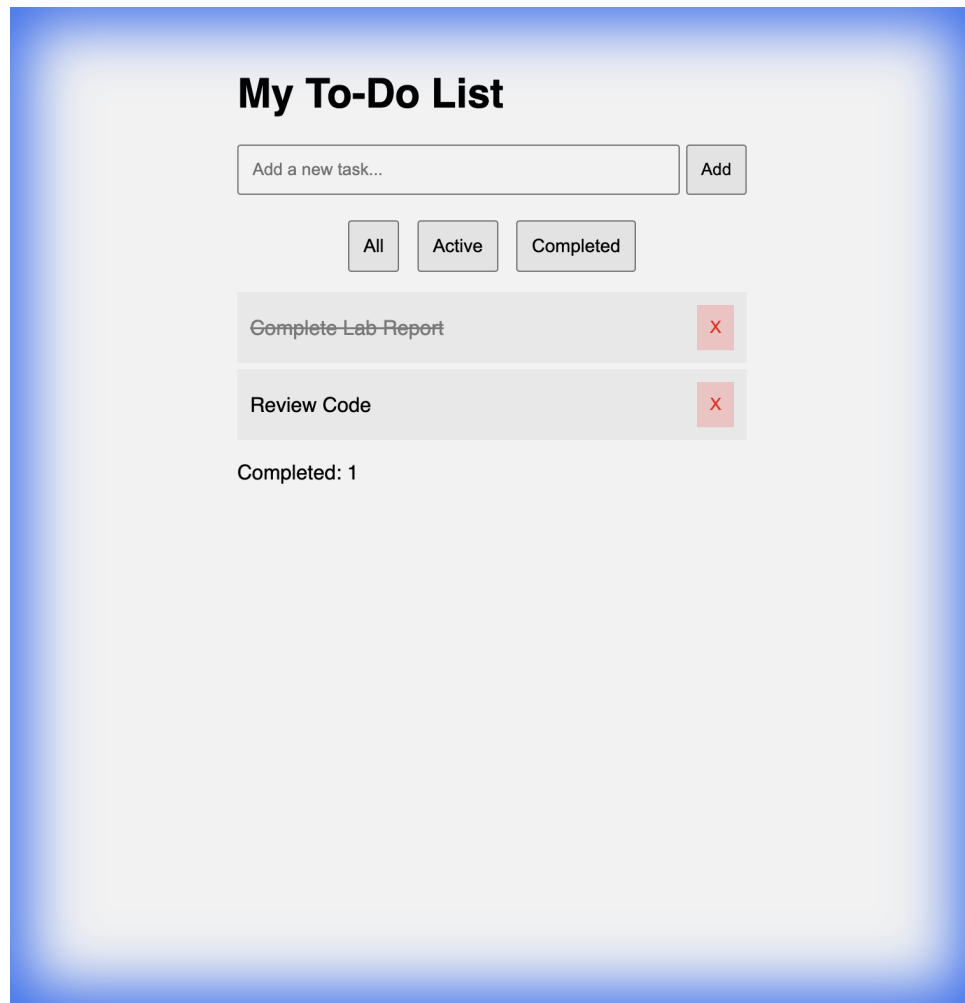 My To-Do List
Add a new task... Add
All Active Completed
Complete Lab Report X
Review Code X
Completed: 1